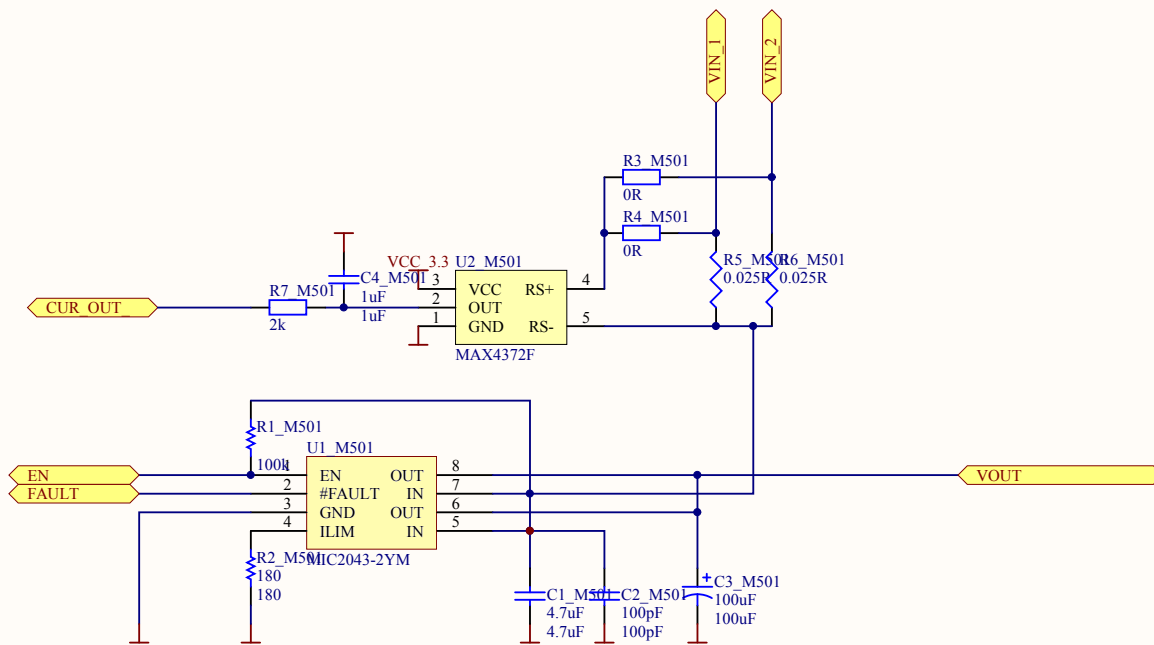 VIN_1
VIN_2
R3_M501
0R
R4_M501
0R
R5_M501
0.025R
R6_M501
0.025R
VCC_3.3
U2_M501
C4_M501
1uF
1uF
R7_M501
2k
CUR_OUT_
3 VCC RS+ 4
2 OUT
1 GND RS- 5
MAX4372F
R1_M501
100k
U1_M501
EN
FAULT
1 EN OUT 8
2 #FAULT IN 7
3 GND OUT 6
4 ILIM IN 5
MIC2043-2YM
VOUT
R2_M501
180
180
C1_M501
4.7uF
4.7uF
C2_M501
100pF
100pF
+
C3_M501
100uF
100uF